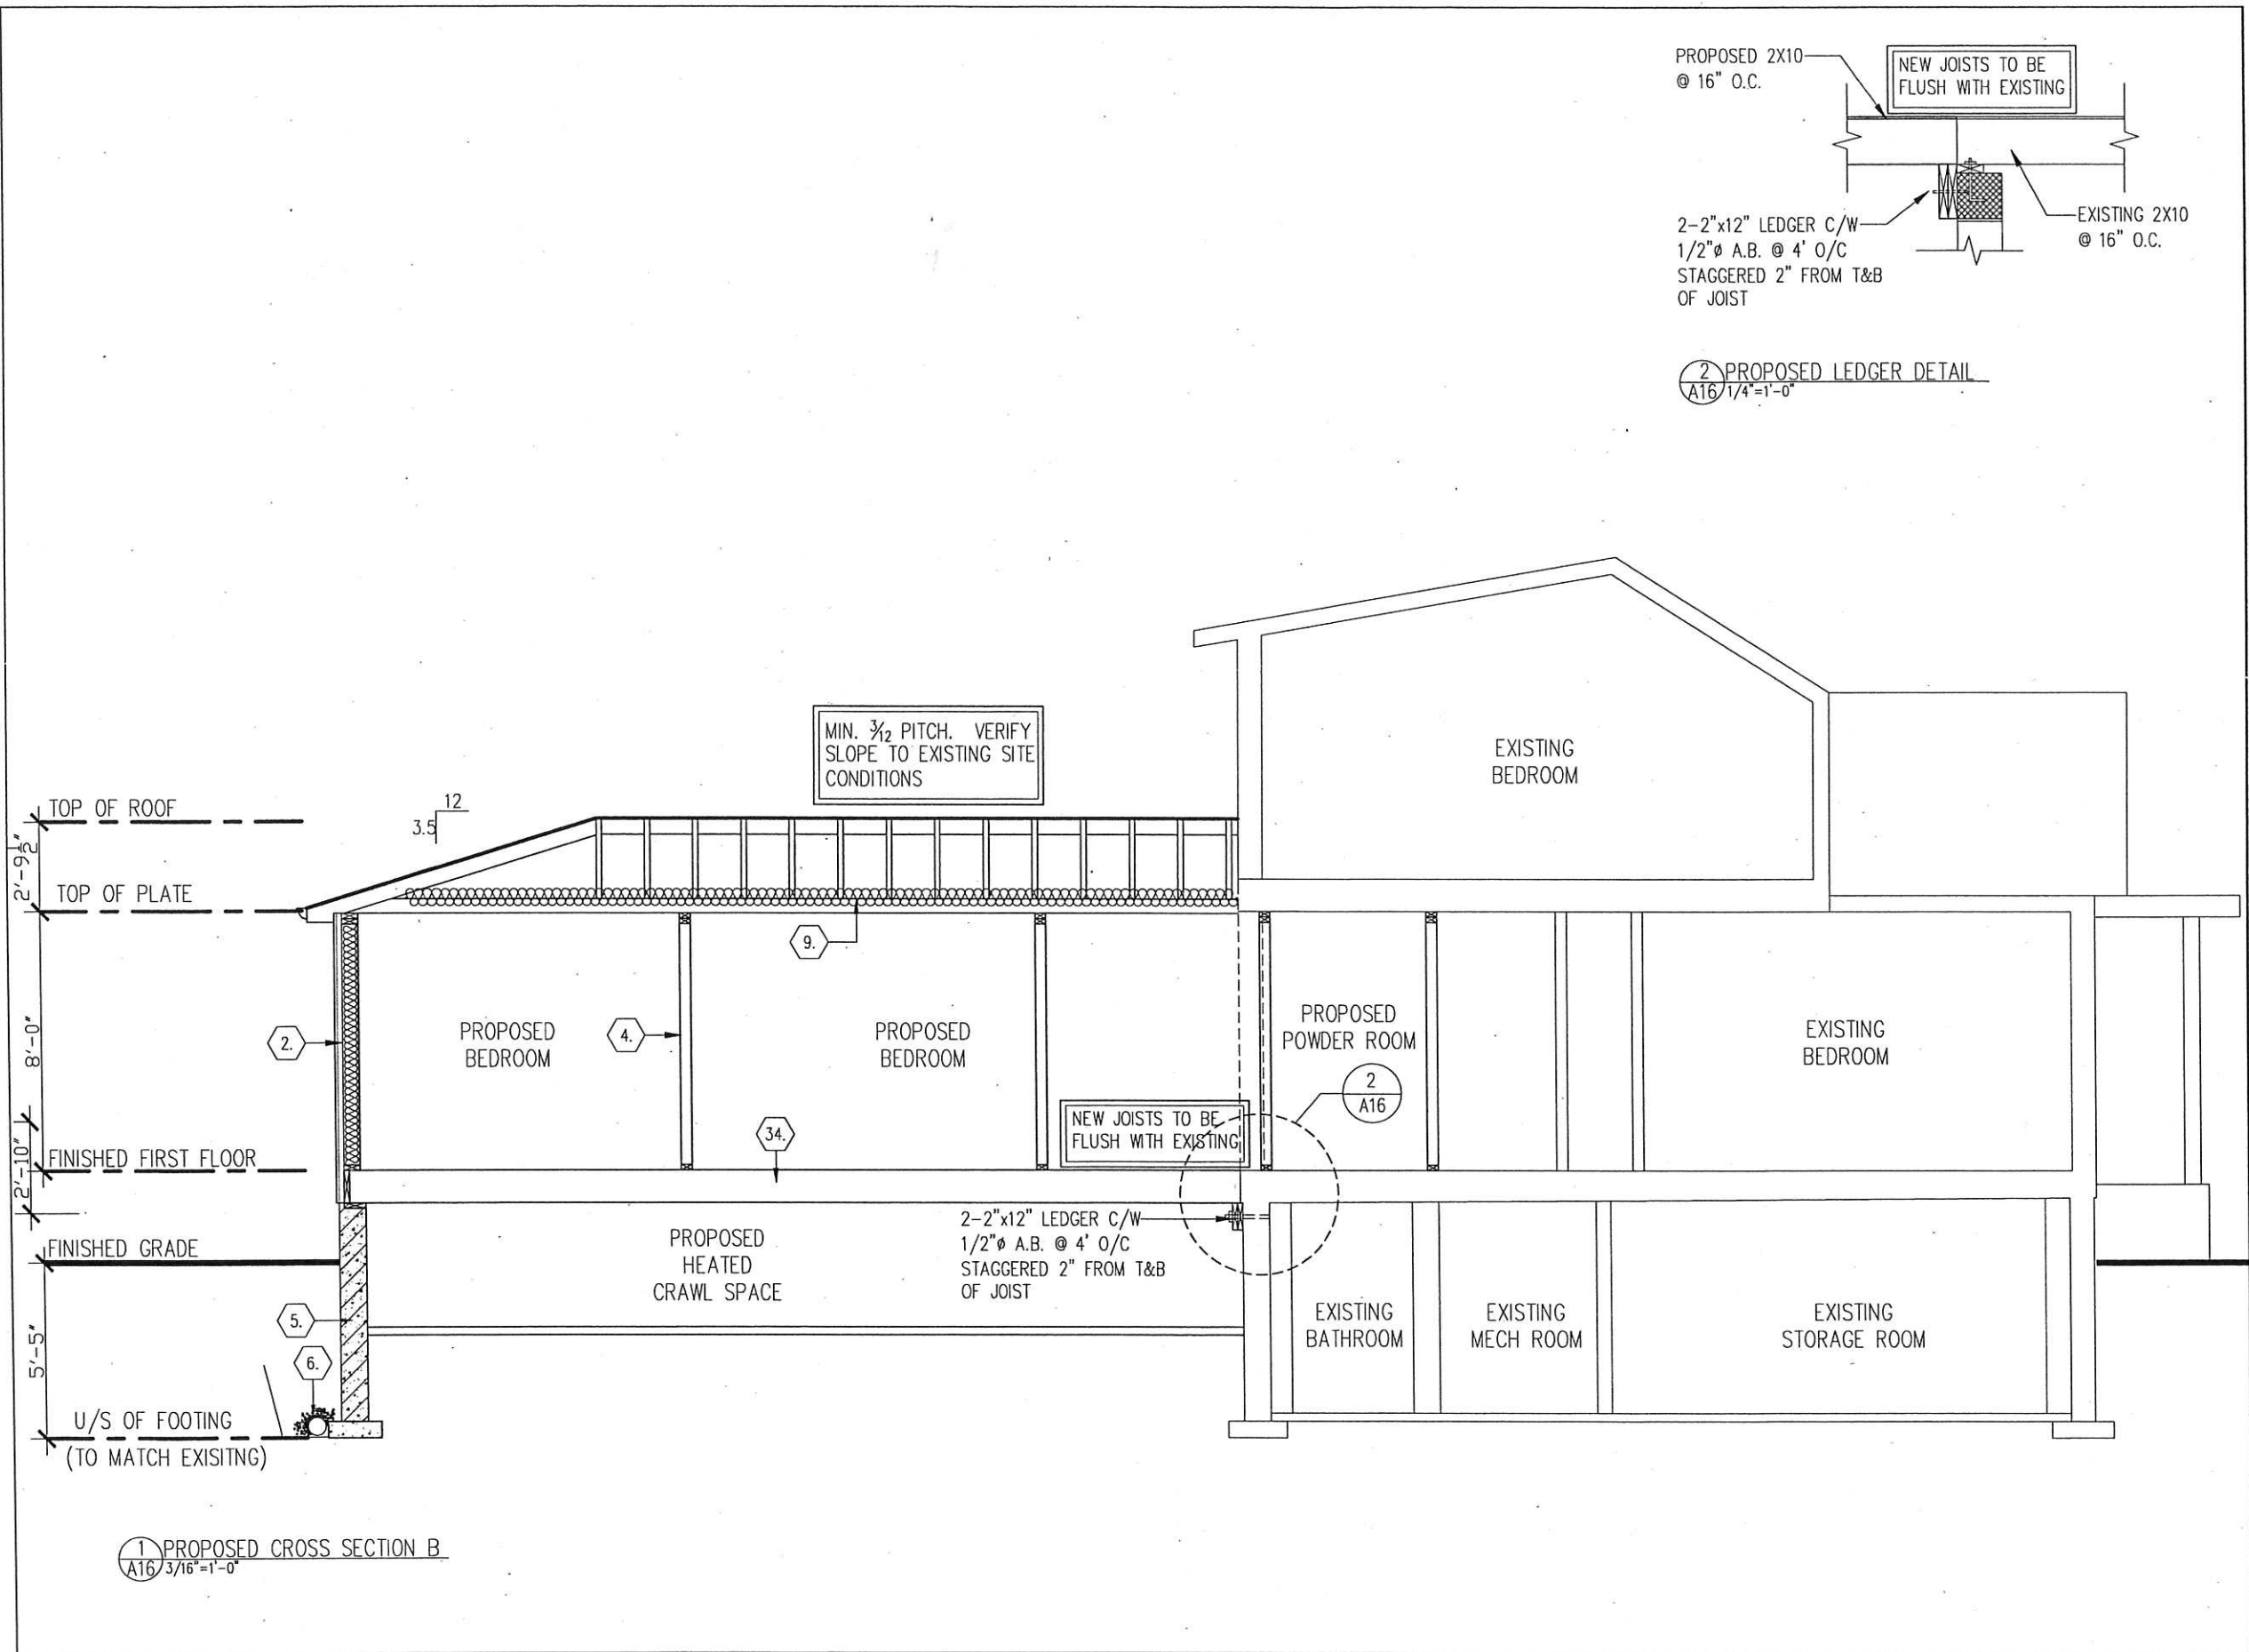 PROPOSED 2X10
@ 16" O.C.
NEW JOISTS TO BE
FLUSH WITH EXISTING
2-2"x12" LEDGER C/W
1/2"ø A.B. @ 4' O/C
STAGGERED 2" FROM T&B
OF JOIST
EXISTING 2X10
@ 16" O.C.
2
A16
PROPOSED LEDGER DETAIL
1/4"=1'-0"
MIN. 3/12 PITCH. VERIFY
SLOPE TO EXISTING SITE
CONDITIONS
EXISTING
BEDROOM
12
3.5
TOP OF ROOF
2'-9½"
TOP OF PLATE
8'-0"
2'-10"
FINISHED FIRST FLOOR
FINISHED GRADE
5'-5"
U/S OF FOOTING
(TO MATCH EXISITNG)
9.
2.
PROPOSED
BEDROOM
4.
PROPOSED
BEDROOM
PROPOSED
POWDER ROOM
2
A16
EXISTING
BEDROOM
34.
NEW JOISTS TO BE
FLUSH WITH EXISTING
PROPOSED
HEATED
CRAWL SPACE
2-2"x12" LEDGER C/W
1/2"ø A.B. @ 4' O/C
STAGGERED 2" FROM T&B
OF JOIST
5.
6.
EXISTING
BATHROOM
EXISTING
MECH ROOM
EXISTING
STORAGE ROOM
1
A16
PROPOSED CROSS SECTION B
3/16"=1'-0"